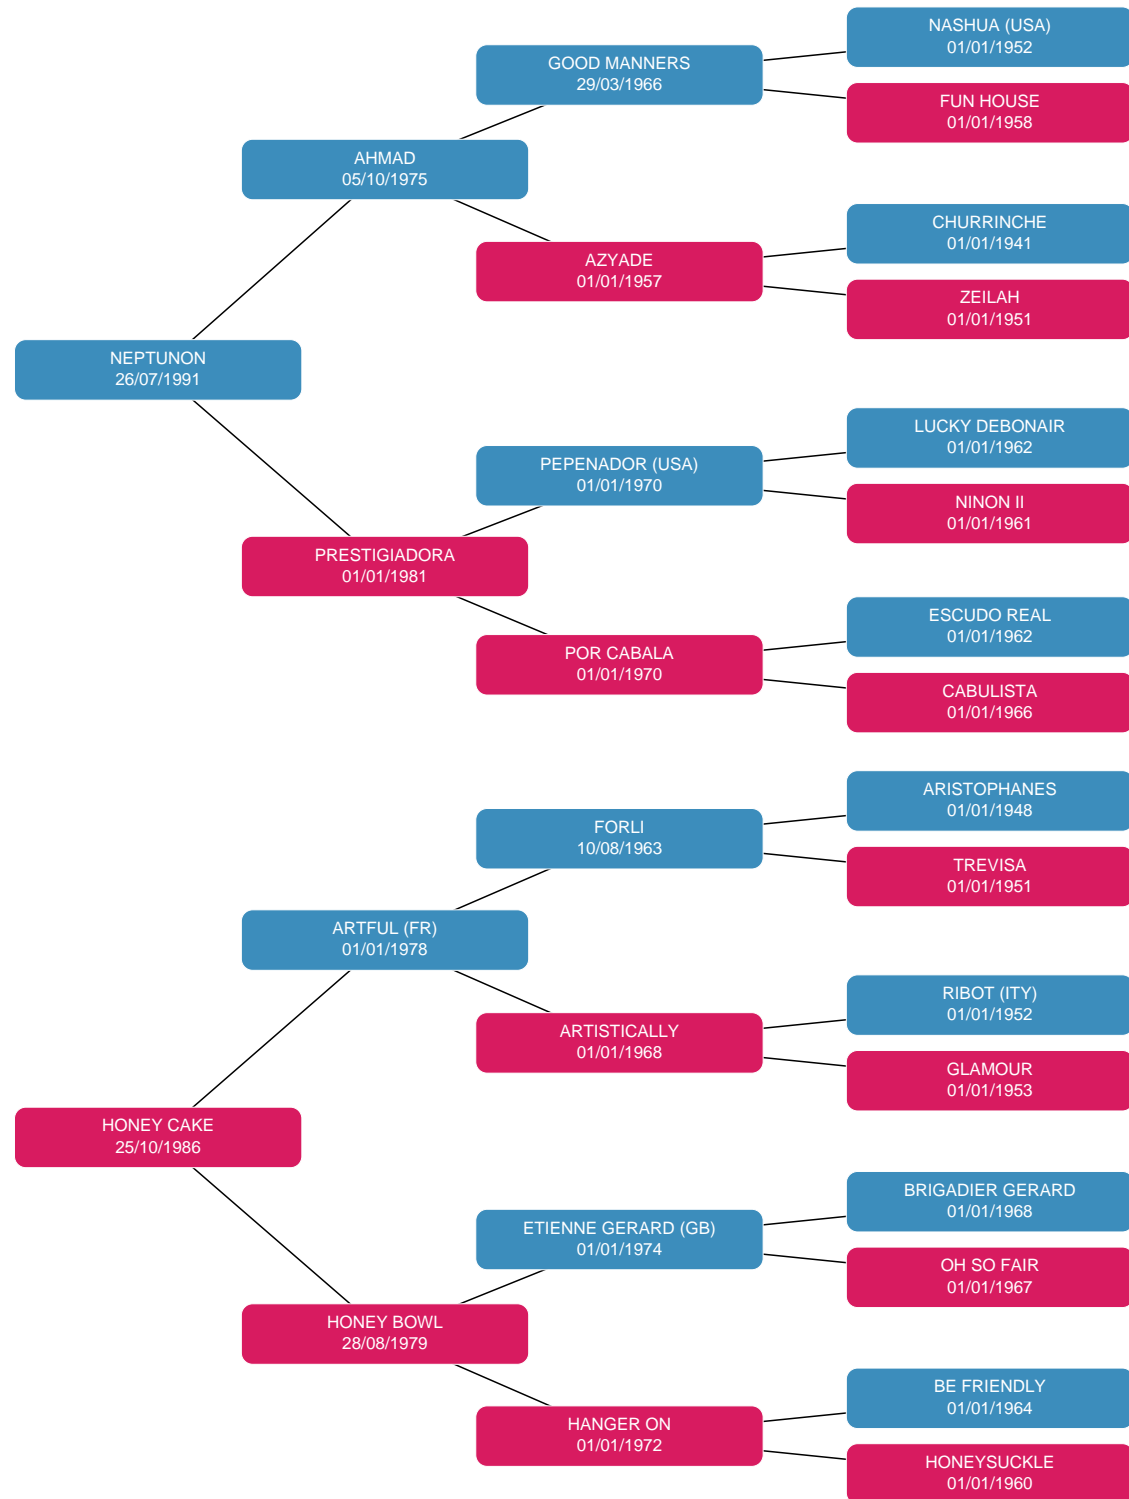 NASHUA (USA)
01/01/1952
GOOD MANNERS
29/03/1966
FUN HOUSE
01/01/1958
AHMAD
05/10/1975
CHURRINCHE
01/01/1941
AZYADE
01/01/1957
ZEILAH
01/01/1951
NEPTUNON
26/07/1991
LUCKY DEBONAIR
01/01/1962
PEPENADOR (USA)
01/01/1970
NINON II
01/01/1961
PRESTIGIADORA
01/01/1981
ESCUDO REAL
01/01/1962
POR CABALA
01/01/1970
CABULISTA
01/01/1966
ARISTOPHANES
01/01/1948
FORLI
10/08/1963
TREVISA
01/01/1951
ARTFUL (FR)
01/01/1978
RIBOT (ITY)
01/01/1952
ARTISTICALLY
01/01/1968
GLAMOUR
01/01/1953
HONEY CAKE
25/10/1986
BRIGADIER GERARD
01/01/1968
ETIENNE GERARD (GB)
01/01/1974
OH SO FAIR
01/01/1967
HONEY BOWL
28/08/1979
BE FRIENDLY
01/01/1964
HANGER ON
01/01/1972
HONEYSUCKLE
01/01/1960